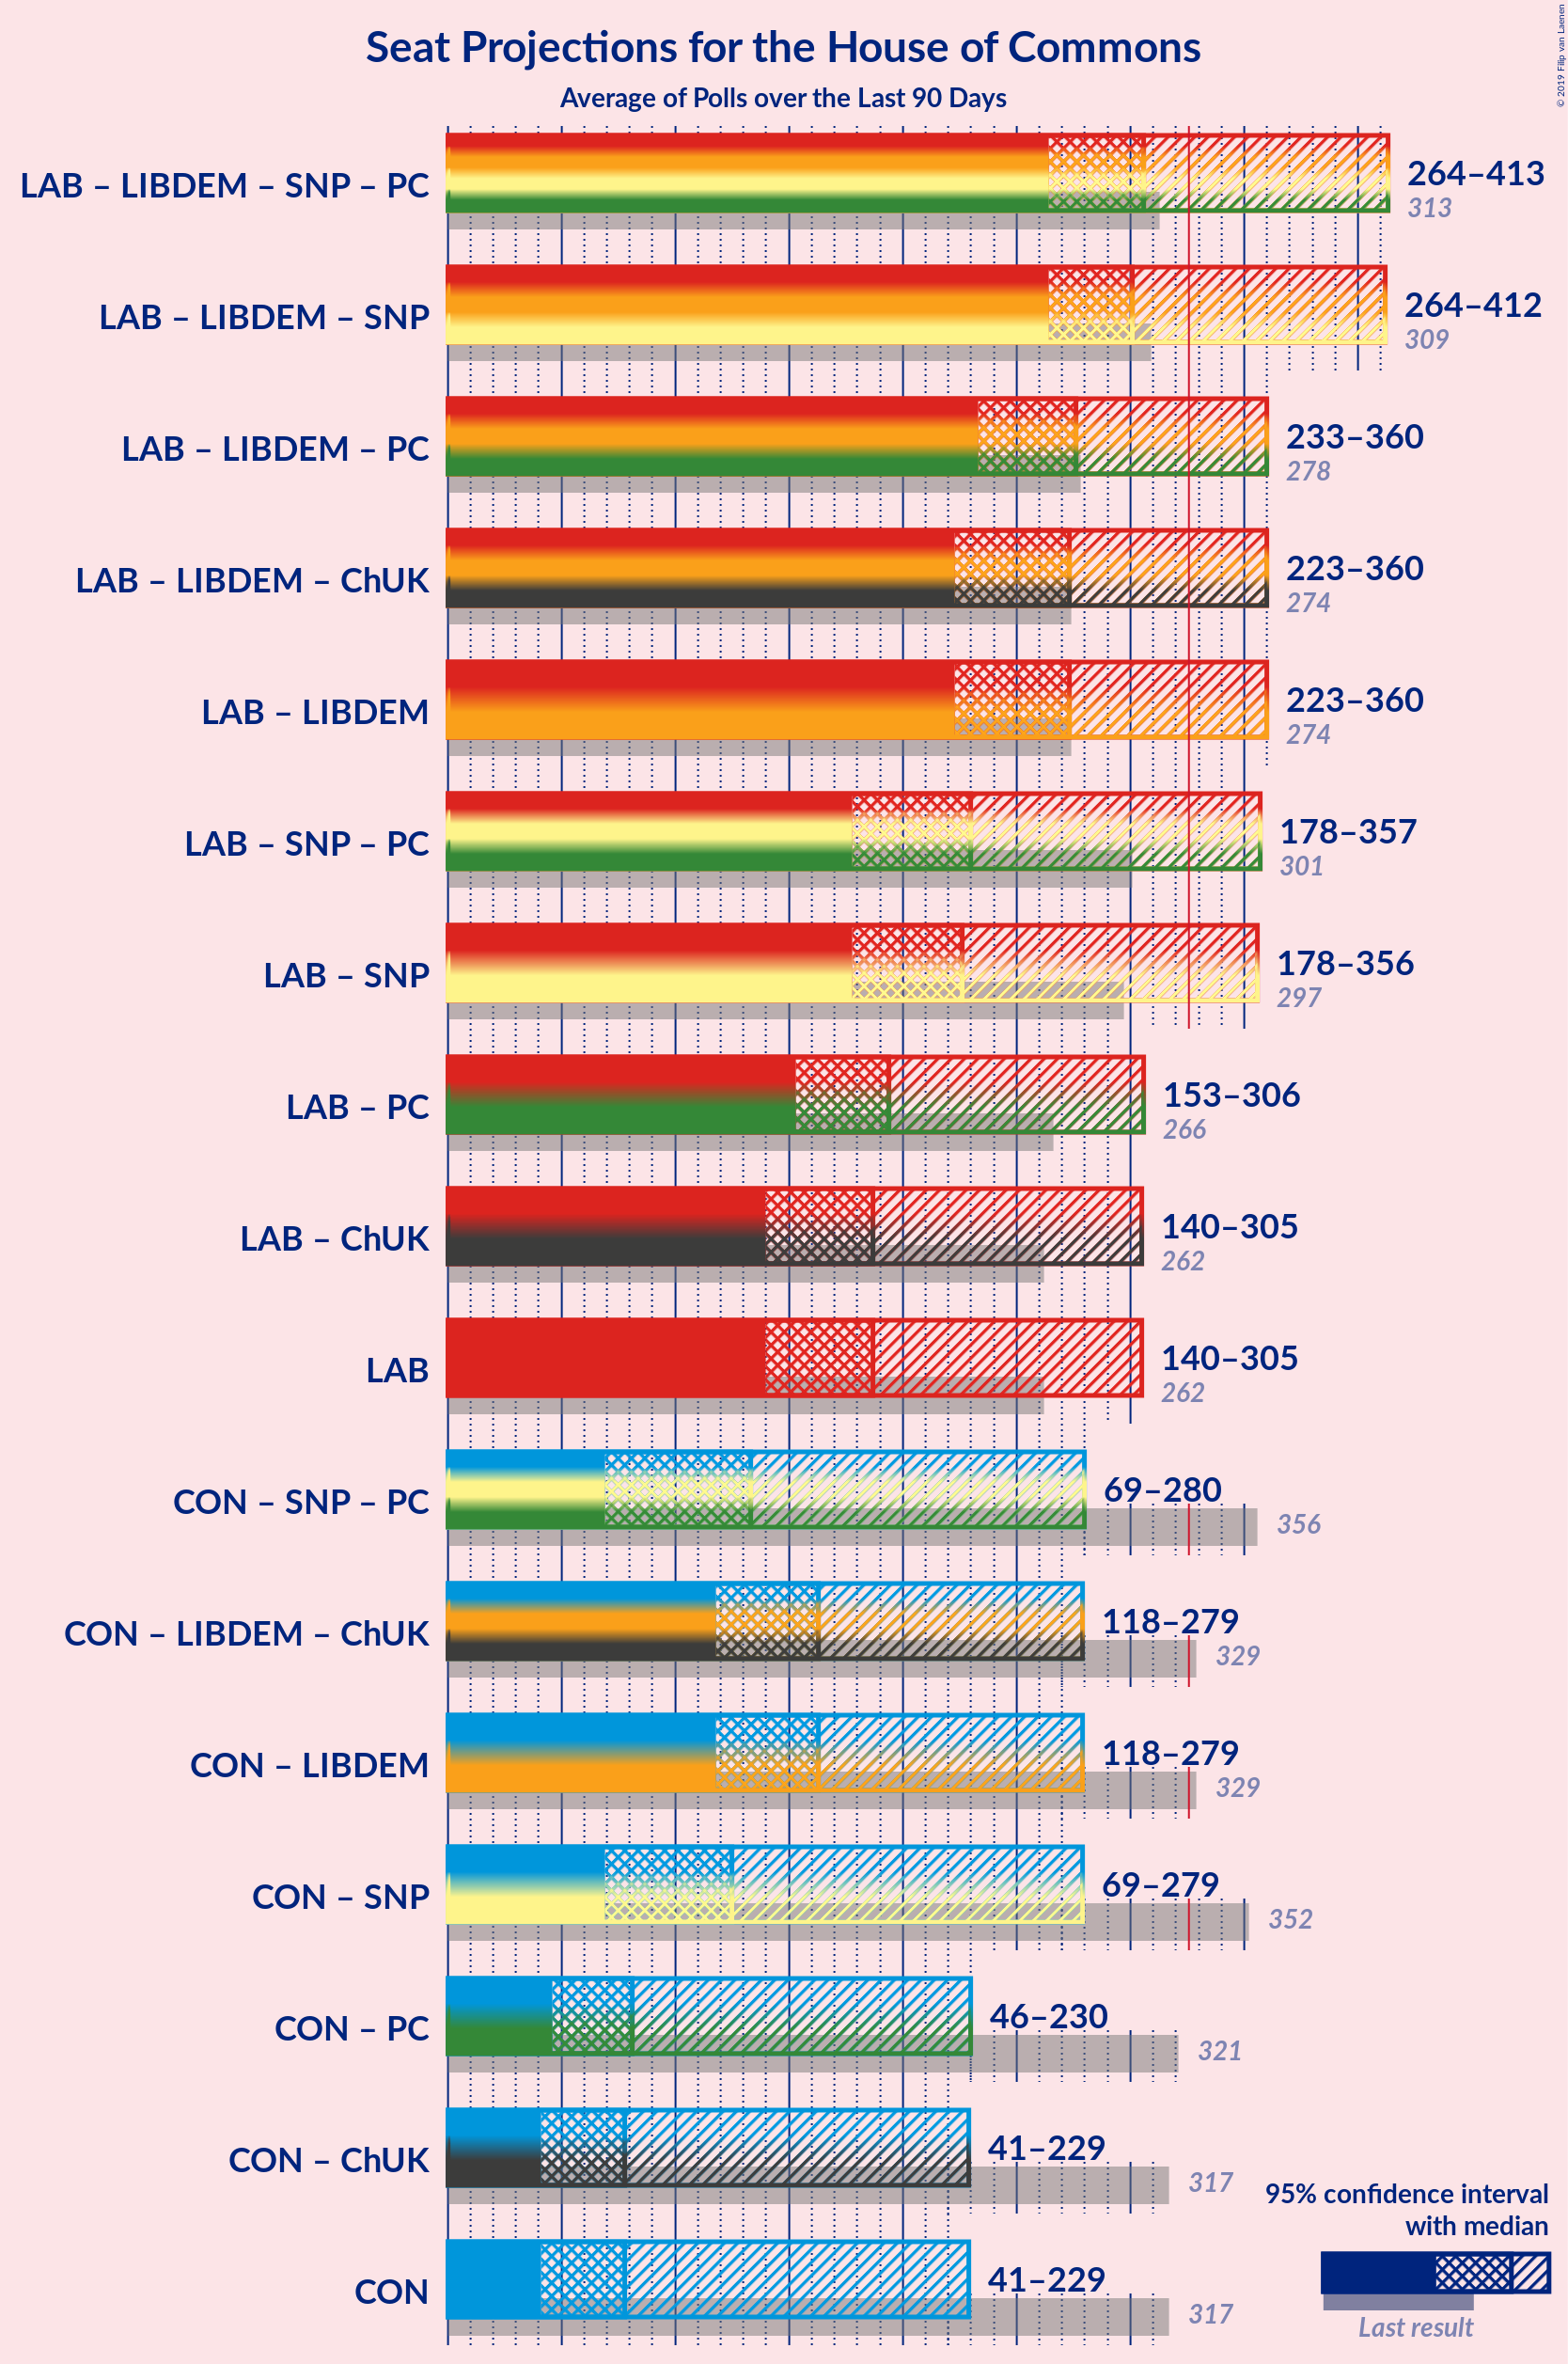 © 2019 Filip van Laenen
Seat Projections for the House of Commons
Average of Polls over the Last 90 Days
LAB – LIBDEM – SNP – PC
264–413
313
LAB – LIBDEM – SNP
264–412
309
LAB – LIBDEM – PC
233–360
278
LAB – LIBDEM – ChUK
223–360
274
LAB – LIBDEM
223–360
274
LAB – SNP – PC
178–357
301
LAB – SNP
178–356
297
LAB – PC
153–306
266
LAB – ChUK
140–305
262
LAB
140–305
262
CON – SNP – PC
69–280
356
CON – LIBDEM – ChUK
118–279
329
CON – LIBDEM
118–279
329
CON – SNP
69–279
352
CON – PC
46–230
321
CON – ChUK
41–229
317
CON
41–229
317
95% confidence interval
with median
Last result